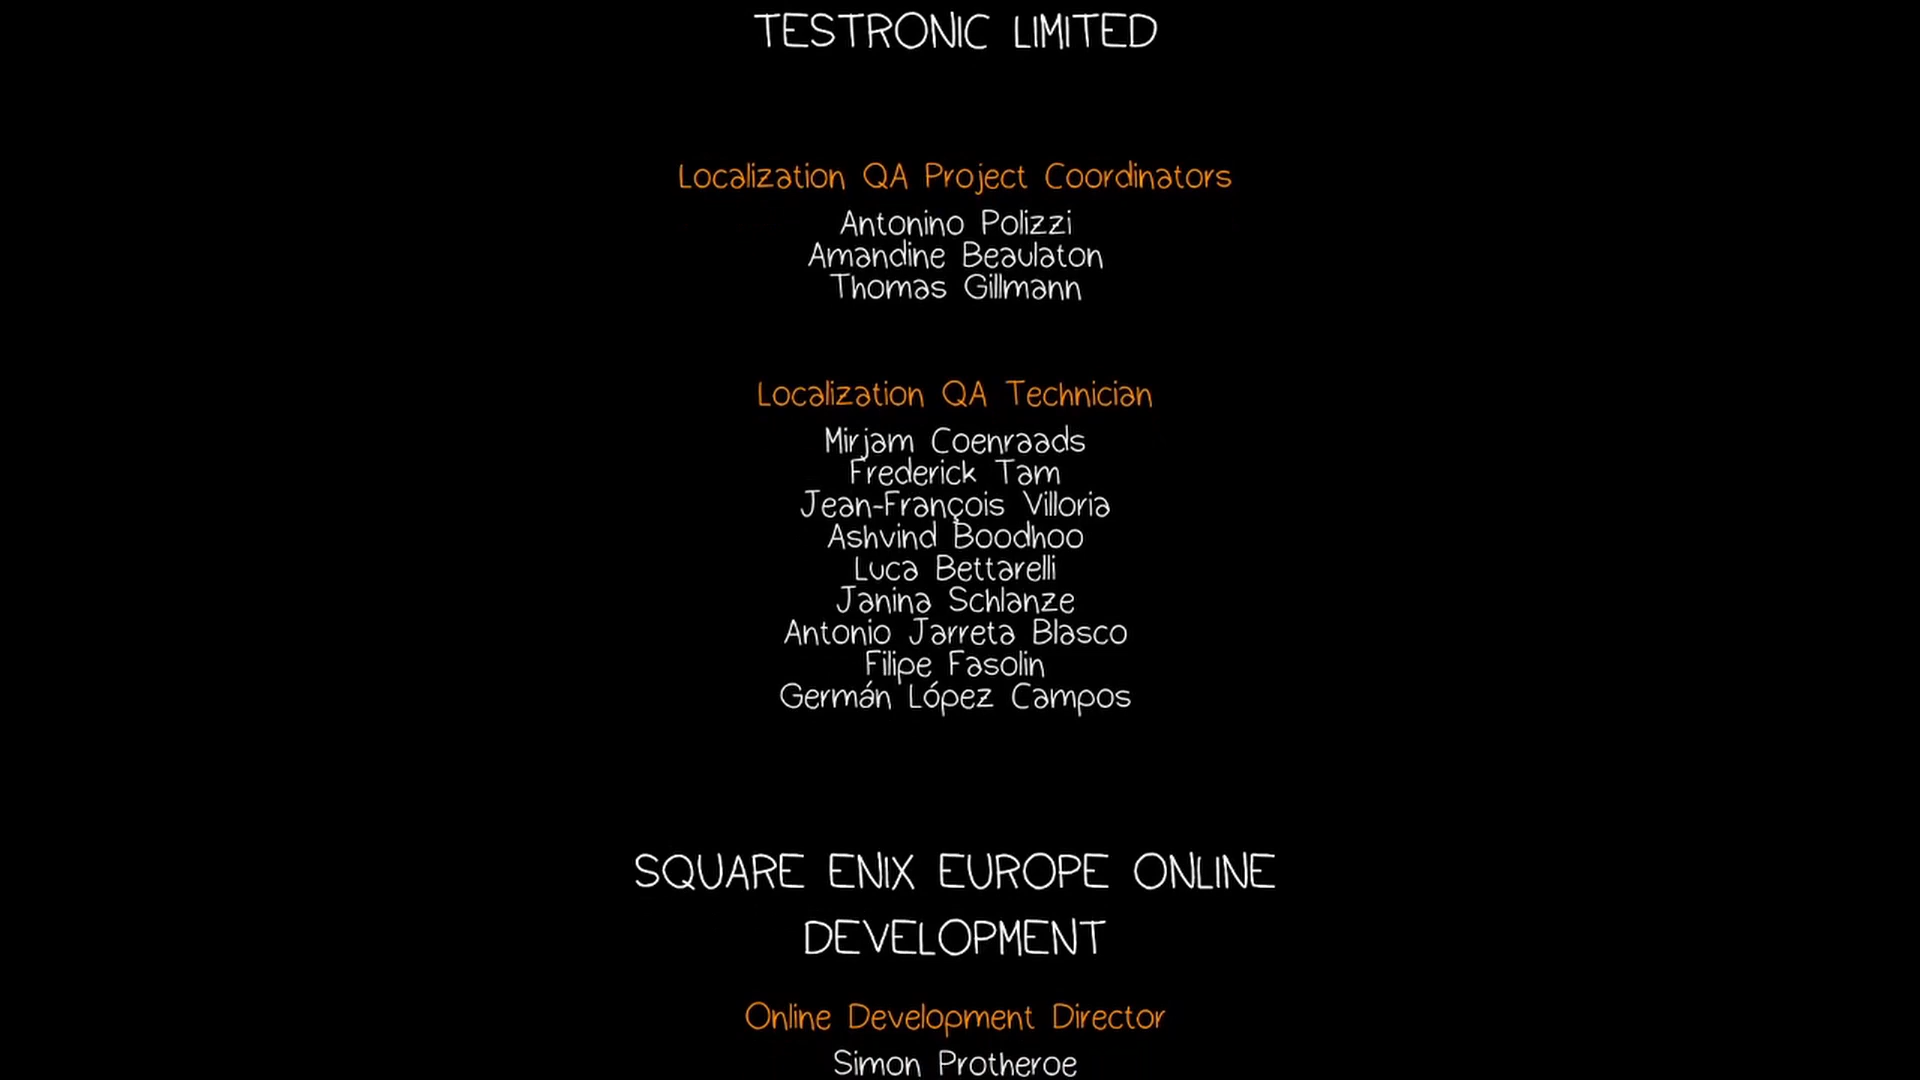 TESTRONIC LIMITED
Localization QA Project Coordinators
Antonino Polizzi
Amandine Beaulaton
Thomas Gillmann
Localization QA Technician
Mirjam Coenraads
Frederick Tam
Jean-François Villoria
Ashvind Boodhoo
Luca Bettarelli
Janina Schlanze
Antonio Jarreta Blasco
Filipe Fasolin
Germán López Campos
SQUARE ENIX EUROPE ONLINE
DEVELOPMENT
Online Development Director
Simon Protheroe